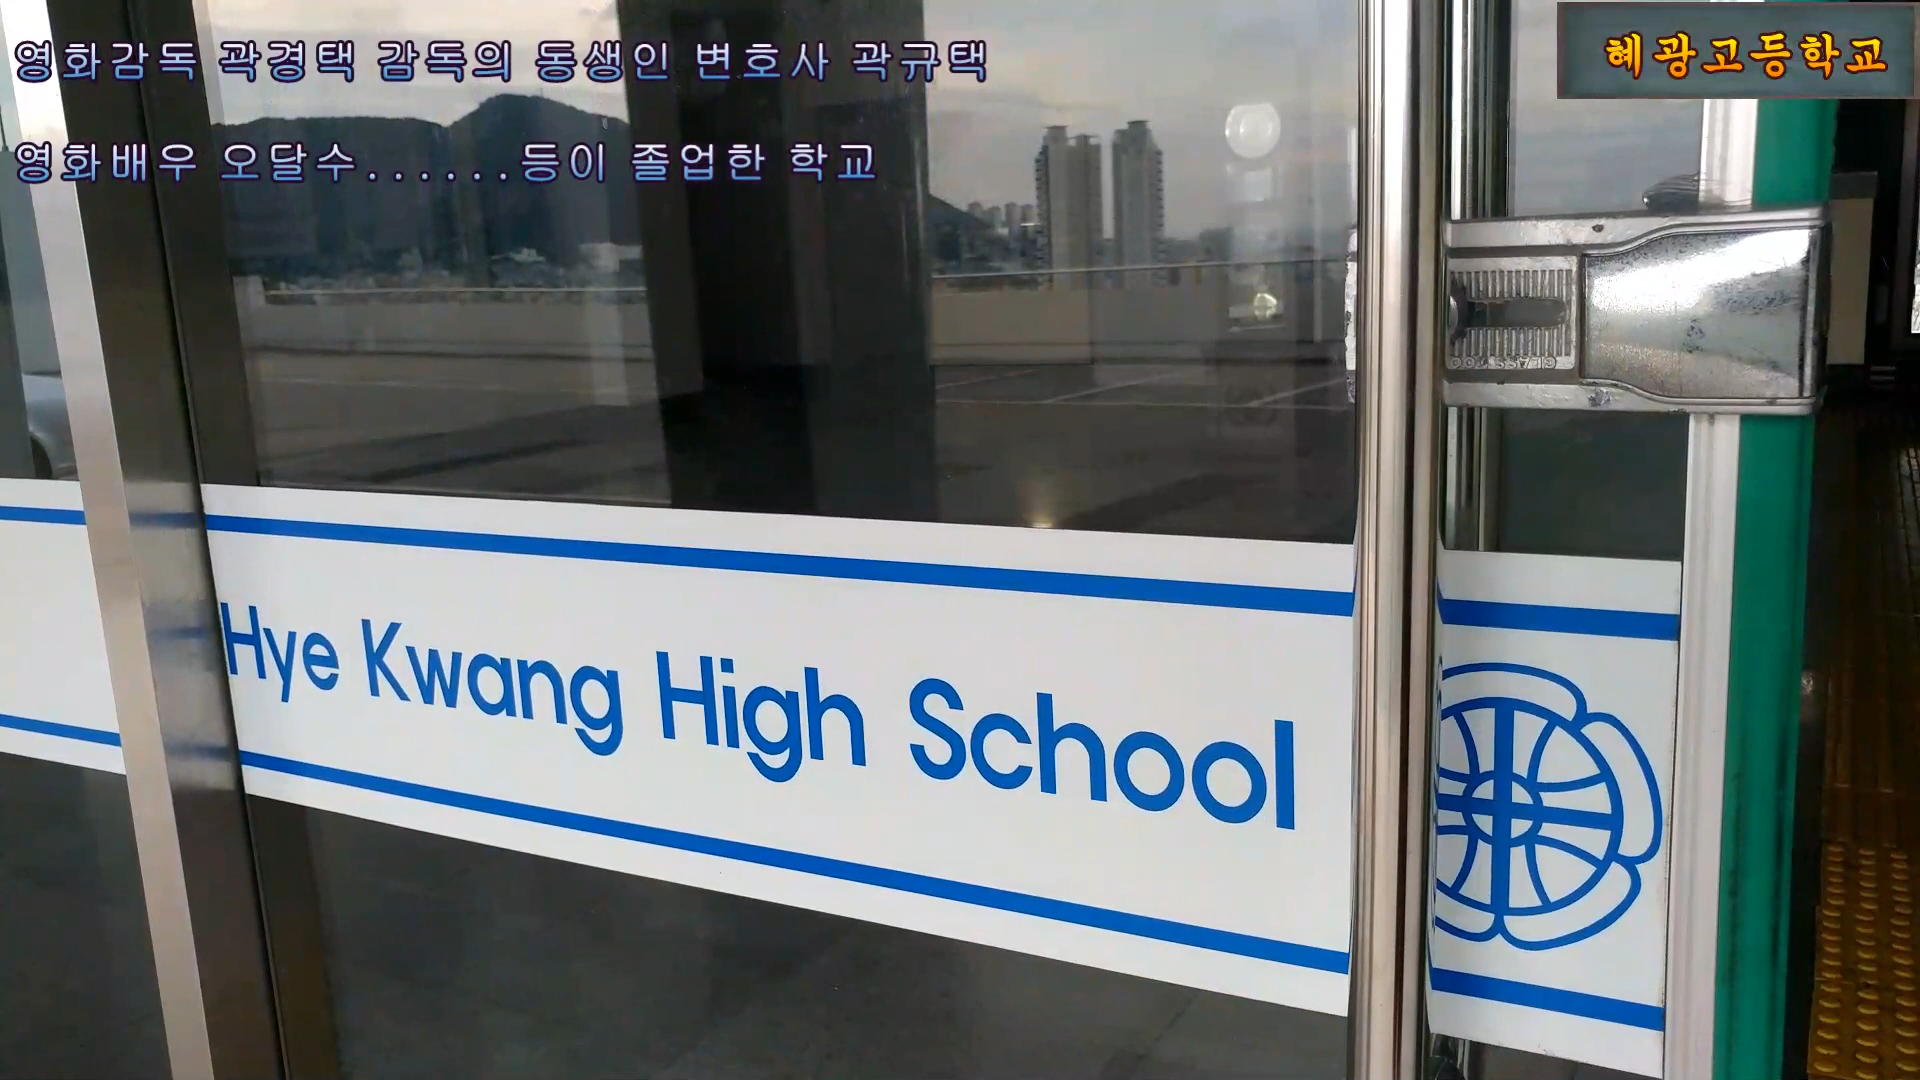 영화감독 곽경택 감독의 동생인 변호사 곽규택
혜광고등학교
영화배우 오달수......등이 졸업한 학교
Hye Kwang High School